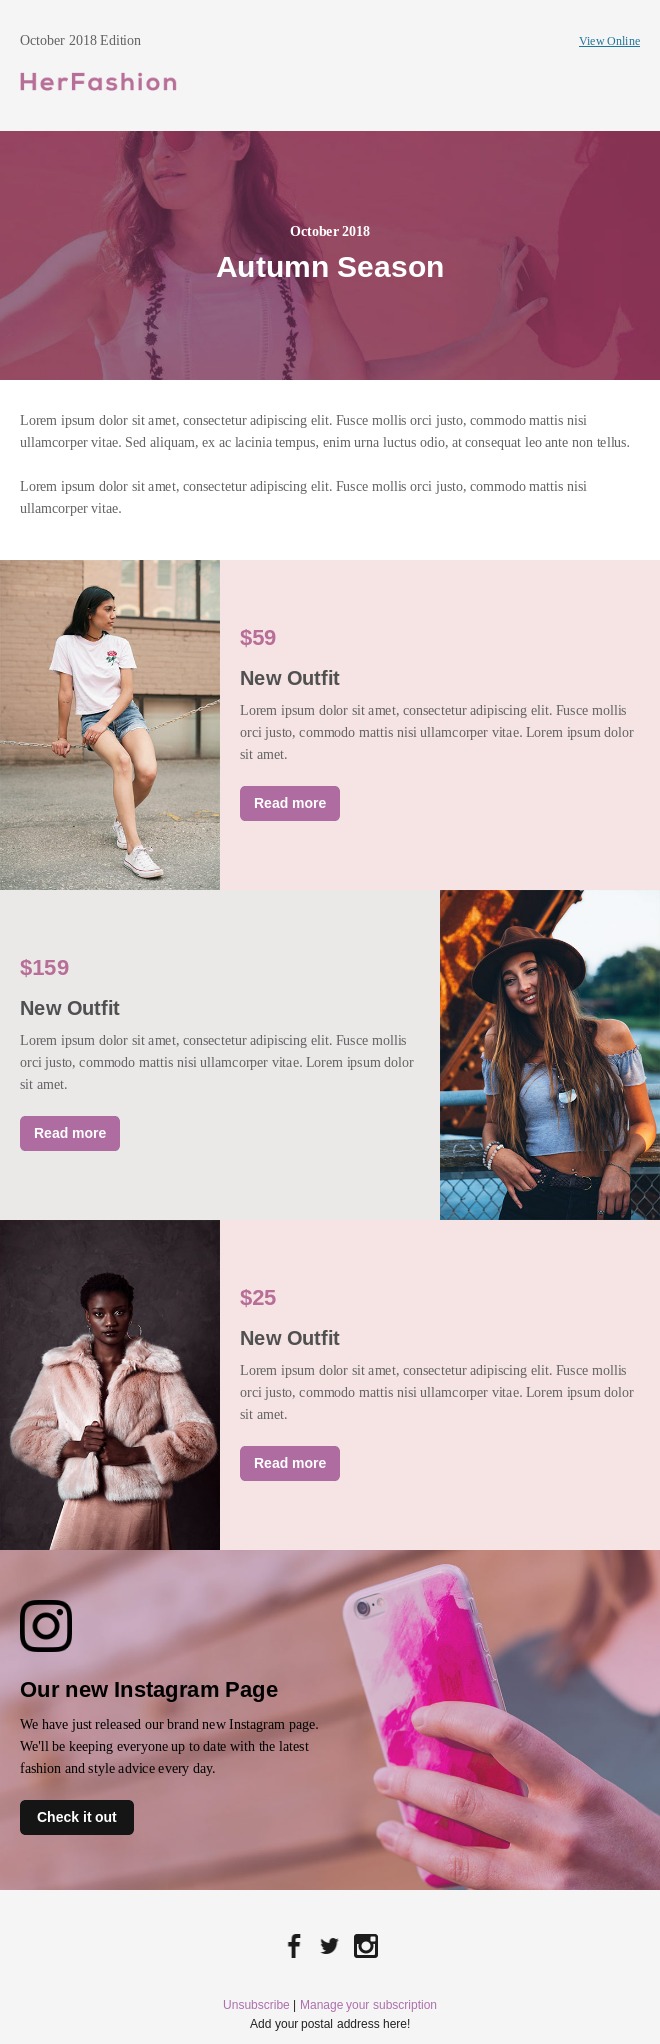 October 2018 Edition
View Online
HerFashion
October 2018
Autumn Season
Lorem ipsum dolor sit amet, consectetur adipiscing elit. Fusce mollis orci justo, commodo mattis nisi
ullamcorper vitae. Sed aliquam, ex ac lacinia tempus, enim urna luctus odio, at consequat leo ante non tellus.
Lorem ipsum dolor sit amet, consectetur adipiscing elit. Fusce mollis orci justo, commodo mattis nisi
ullamcorper vitae.
$59
New Outfit
Lorem ipsum dolor sit amet, consectetur adipiscing elit. Fusce mollis
orci justo, commodo mattis nisi ullamcorper vitae. Lorem ipsum dolor
sit amet.
Read more
$159
New Outfit
Lorem ipsum dolor sit amet, consectetur adipiscing elit. Fusce mollis
orci justo, commodo mattis nisi ullamcorper vitae. Lorem ipsum dolor
sit amet.
Read more
$25
New Outfit
Lorem ipsum dolor sit amet, consectetur adipiscing elit. Fusce mollis
orci justo, commodo mattis nisi ullamcorper vitae. Lorem ipsum dolor
sit amet.
Read more
Our new Instagram Page
We have just released our brand new Instagram page.
We'll be keeping everyone up to date with the latest
fashion and style advice every day.
Check it out
Unsubscribe | Manage your subscription
Add your postal address here!